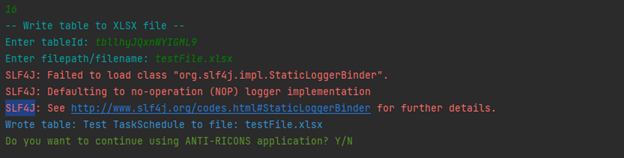 16
-- Write table to XLSX file --
Enter tableId: tbllhyJQxnWYIGML9
Enter filepath/filename: testFile.xlsx
SLF4J: Failed to load class "org.slf4j.impl.StaticLoggerBinder".
SLF4J: Defaulting to no-operation (NOP) logger implementation
SLF4J: See http://www.slf4j.org/codes.html#StaticLoggerBinder for further details.
Wrote table: Test TaskSchedule to file: testFile.xlsx
Do you want to continue using ANTI-RICONS application? Y/N